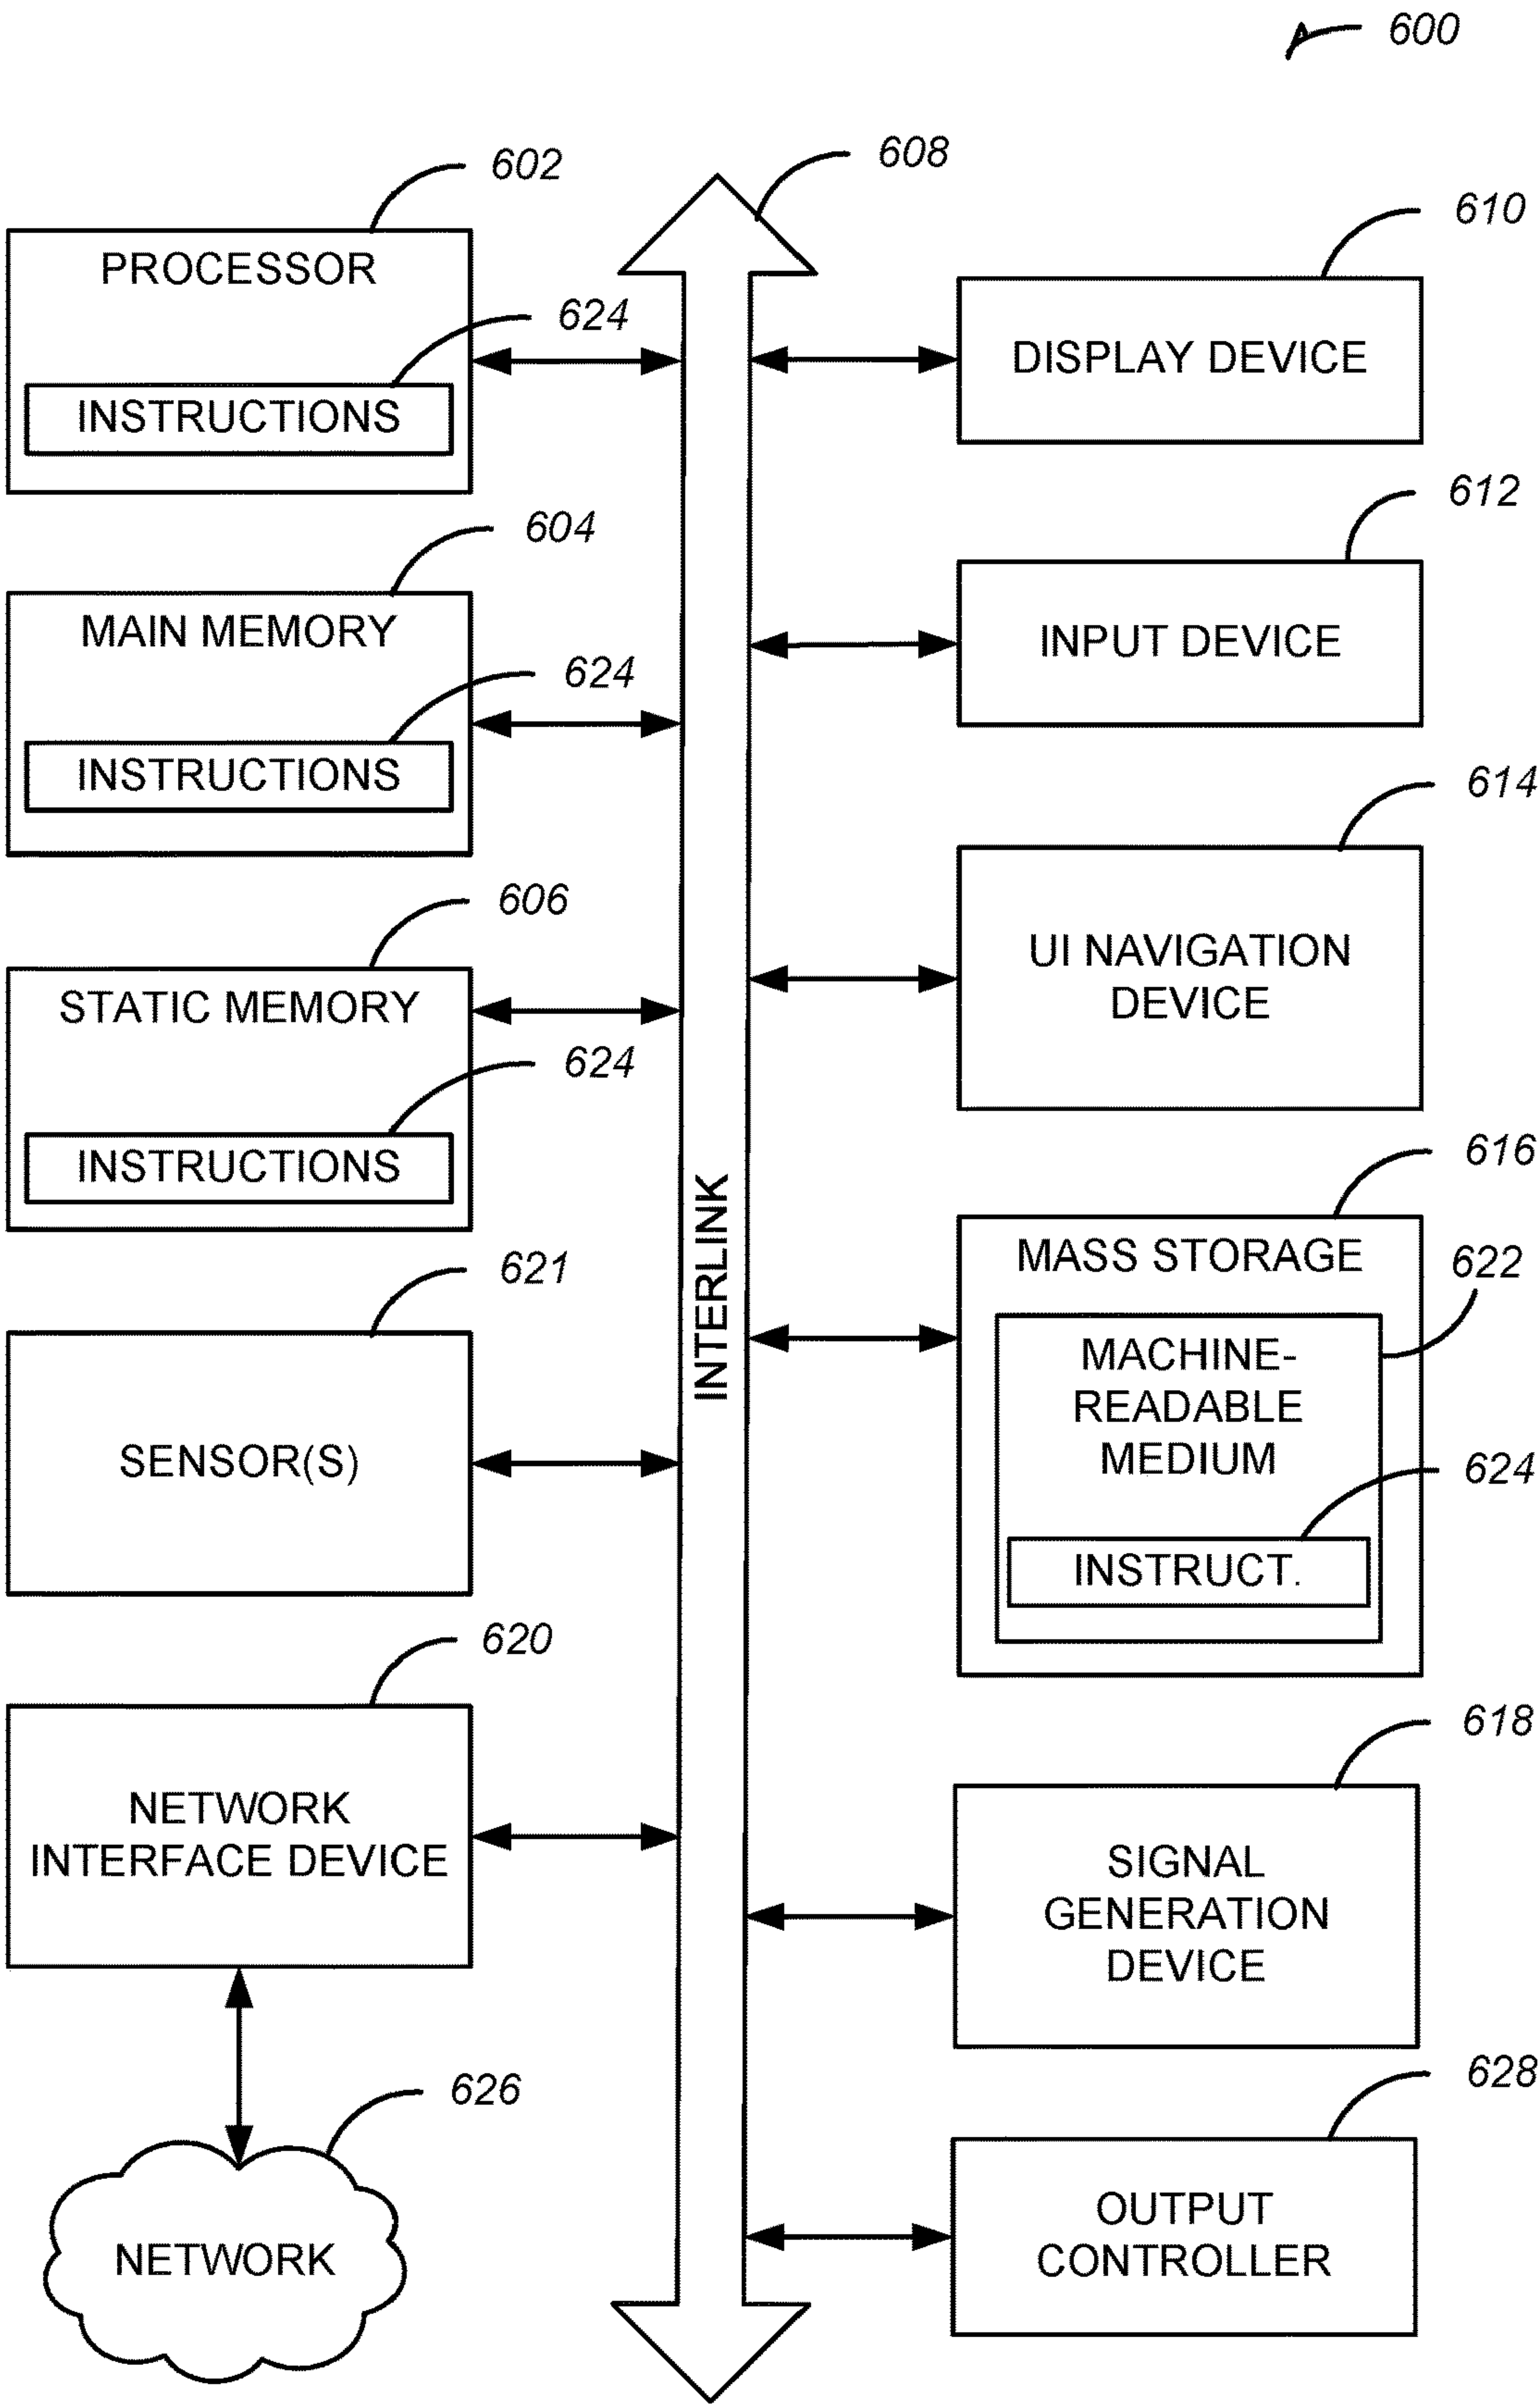 600
608
602
PROCESSOR
624
INSTRUCTIONS
604
MAIN MEMORY
624
INSTRUCTIONS
606
STATIC MEMORY
624
INSTRUCTIONS
621
SENSOR(S)
620
NETWORK
INTERFACE DEVICE
626
NETWORK
INTERLINK
610
DISPLAY DEVICE
612
INPUT DEVICE
614
UI NAVIGATION
DEVICE
616
MASS STORAGE
622
MACHINE-
READABLE
MEDIUM
624
INSTRUCT.
618
SIGNAL
GENERATION
DEVICE
628
OUTPUT
CONTROLLER